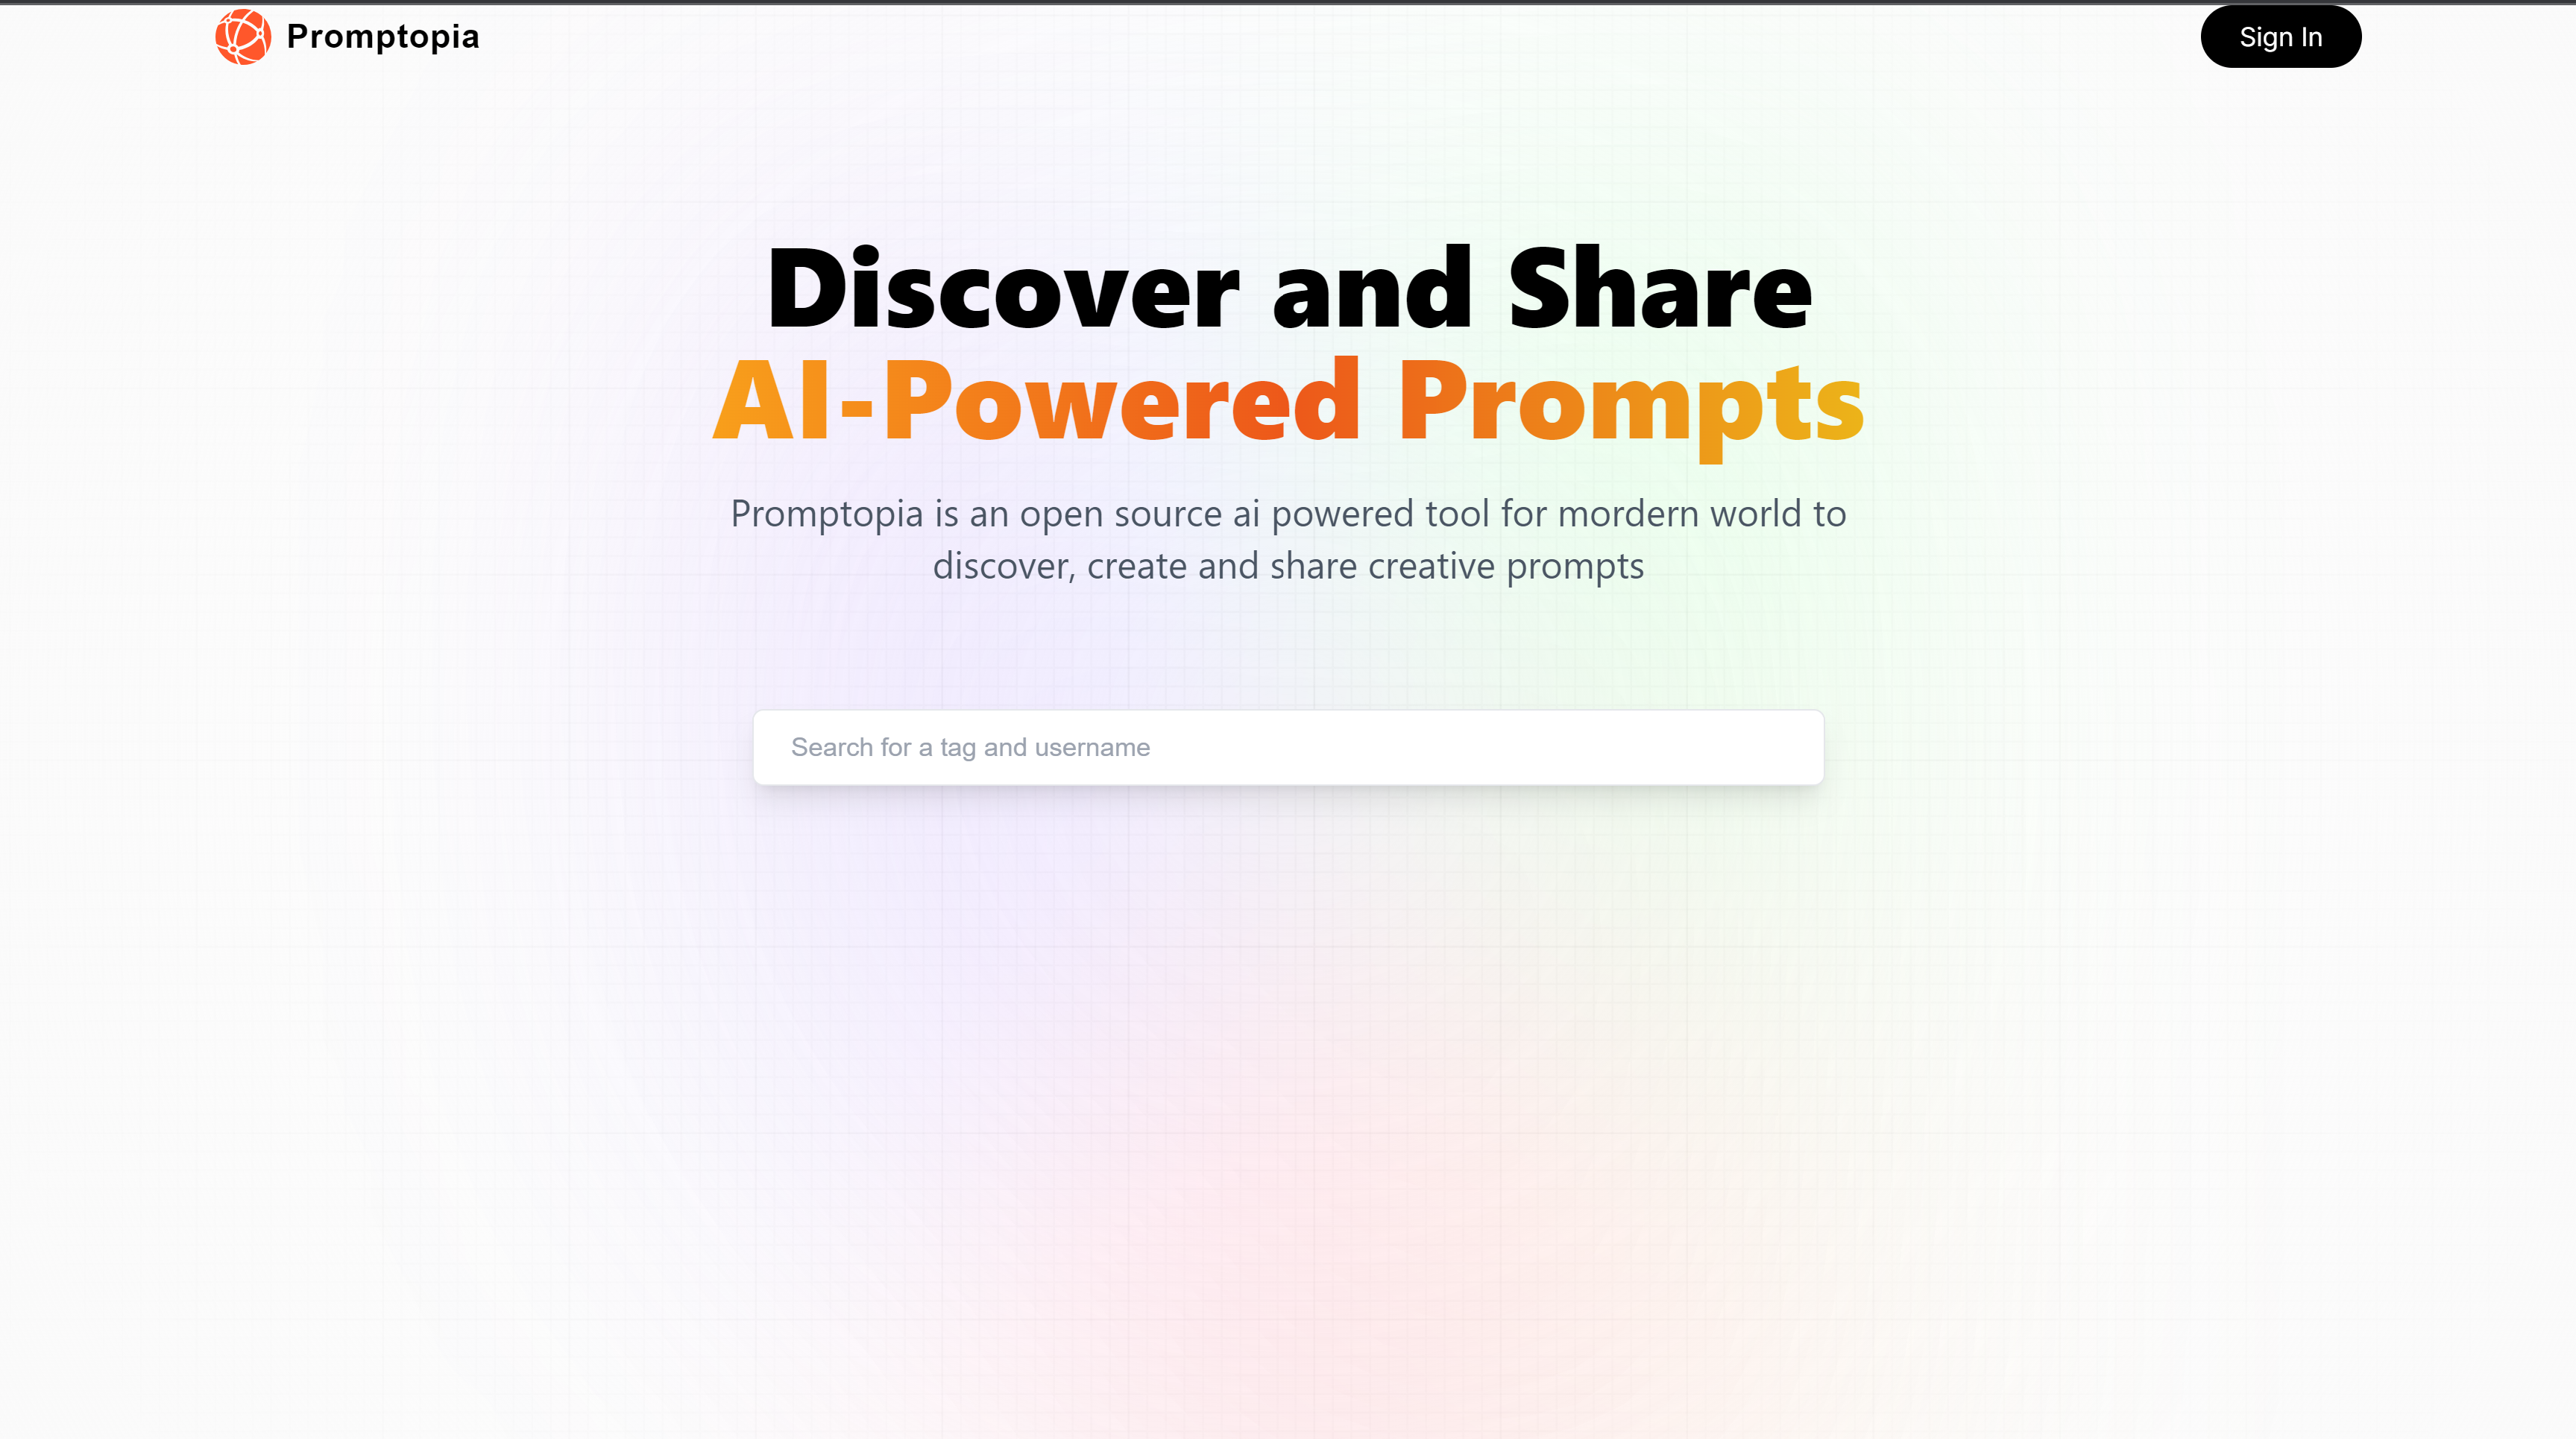 Promptopia
Sign In
Discover and Share
AI-Powered Prompts
Promptopia is an open source ai powered tool for mordern world to
discover, create and share creative prompts
Search for a tag and username